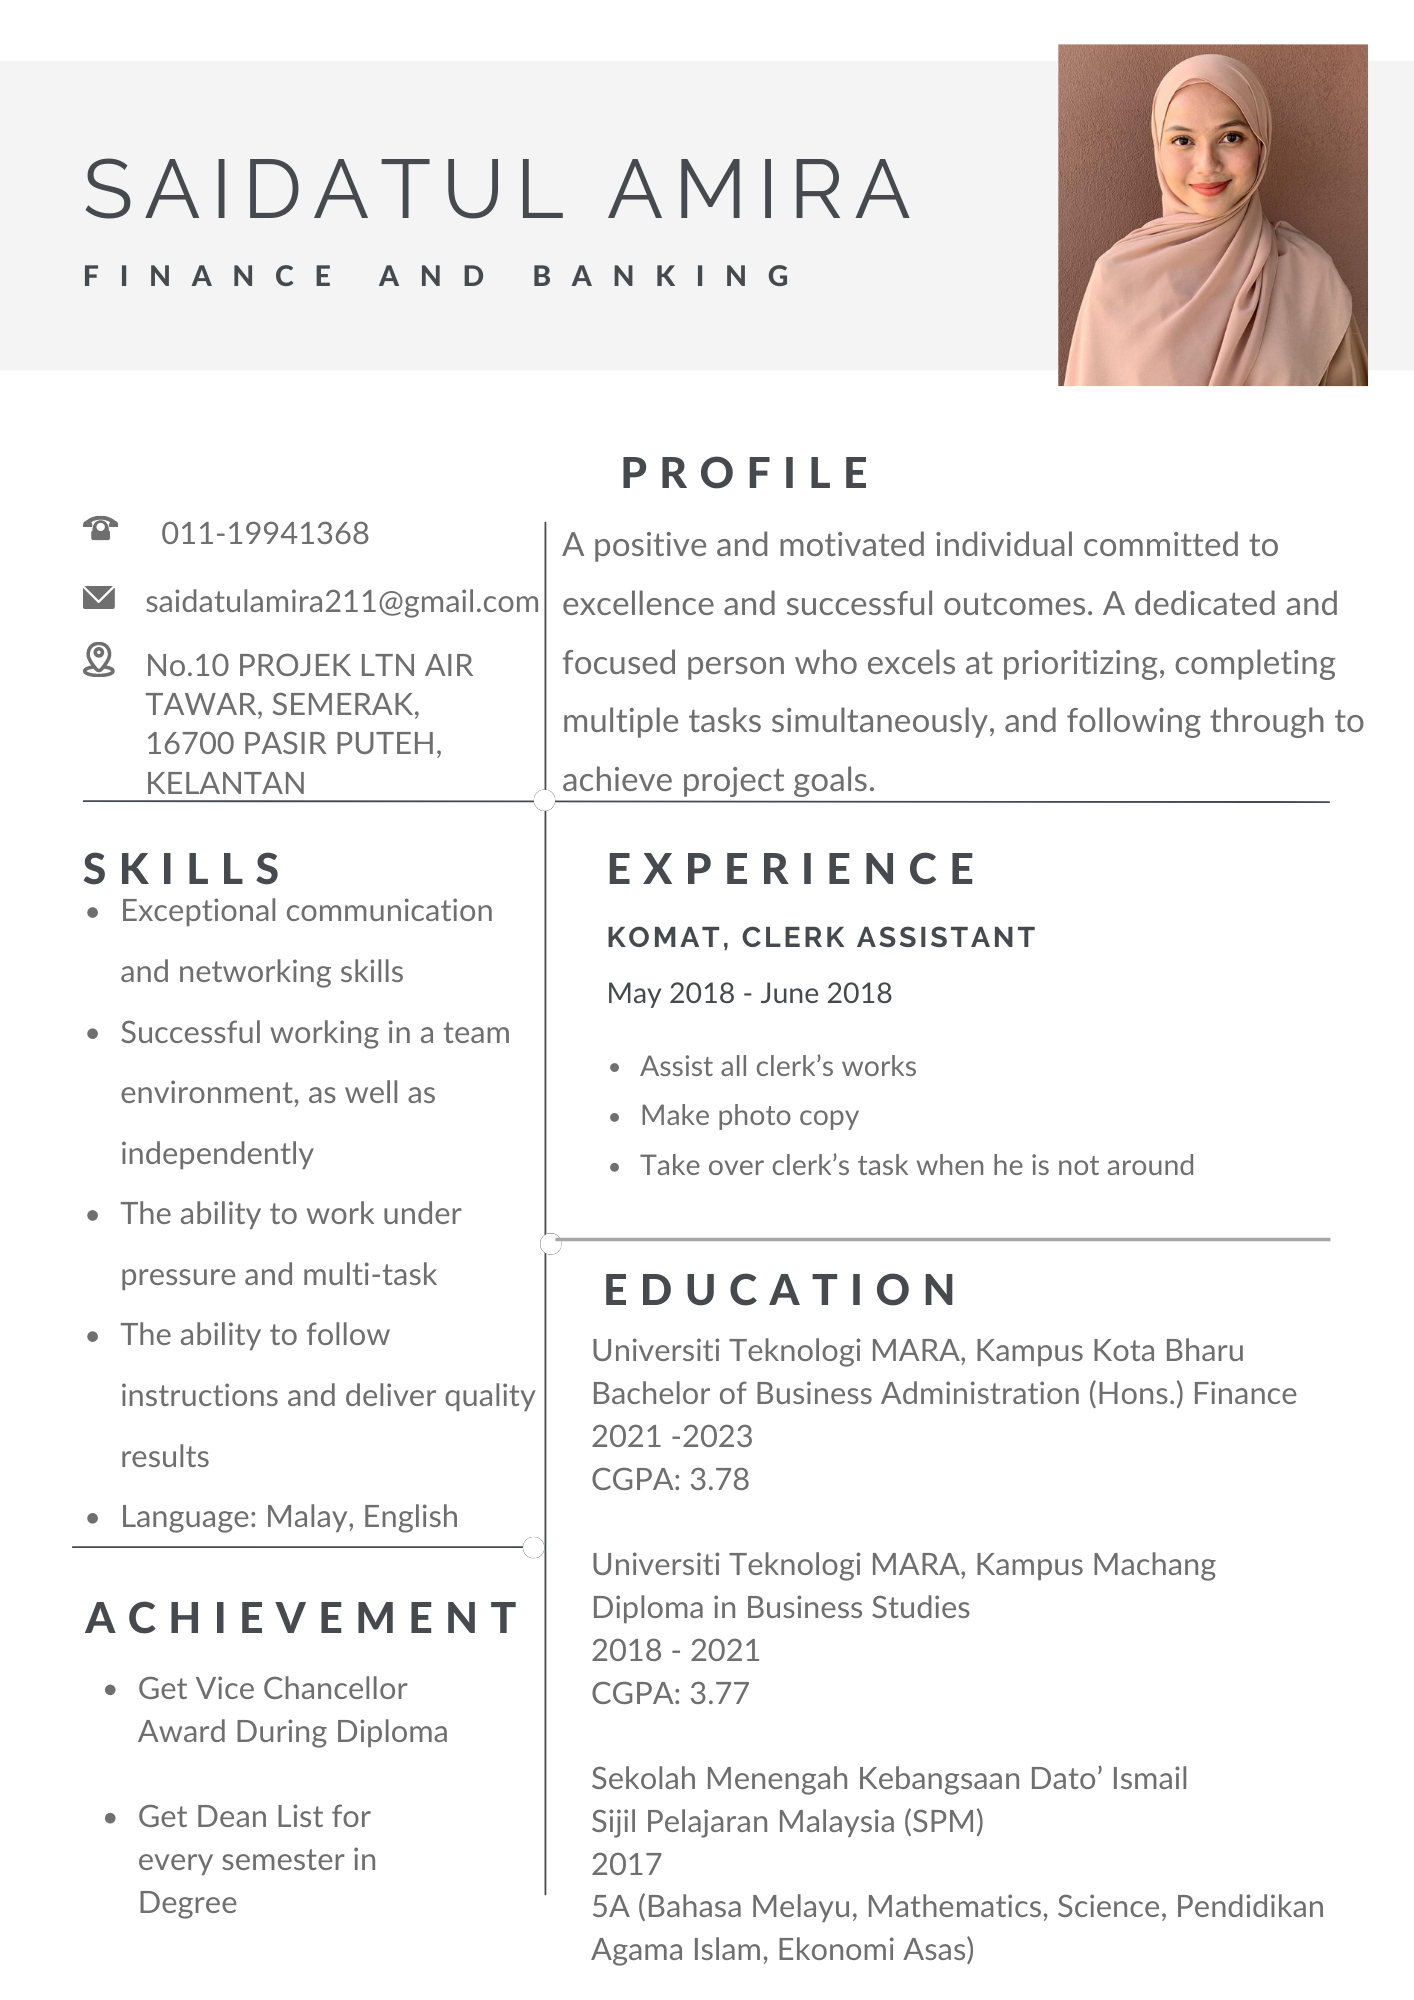 SAIDATUL AMIRA
FINANCE AND BANKING
011-19941368
saidatulamira211@gmail.com
No.10 PROJEK LTN AIR
TAWAR, SEMERAK,
16700 PASIR PUTEH,
KELANTAN
PROFILE
A positive and motivated individual committed to
excellence and successful outcomes. A dedicated and
focused person who excels at prioritizing, completing
multiple tasks simultaneously, and following through to
achieve project goals.
SKILLS
• Exceptional communication
and networking skills
• Successful working in a team
environment, as well as
independently
• The ability to work under
pressure and multi-task
• The ability to follow
instructions and deliver quality
results
• Language: Malay, English
ACHIEVEMENT
• Get Vice Chancellor
Award During Diploma
• Get Dean List for
every semester in
Degree
EXPERIENCE
KOMAT, CLERK ASSISTANT
May 2018 - June 2018
• Assist all clerk’s works
• Make photo copy
• Take over clerk’s task when he is not around
EDUCATION
Universiti Teknologi MARA, Kampus Kota Bharu
Bachelor of Business Administration (Hons.) Finance
2021 -2023
CGPA: 3.78
Universiti Teknologi MARA, Kampus Machang
Diploma in Business Studies
2018 - 2021
CGPA: 3.77
Sekolah Menengah Kebangsaan Dato’ Ismail
Sijil Pelajaran Malaysia (SPM)
2017
5A (Bahasa Melayu, Mathematics, Science, Pendidikan
Agama Islam, Ekonomi Asas)